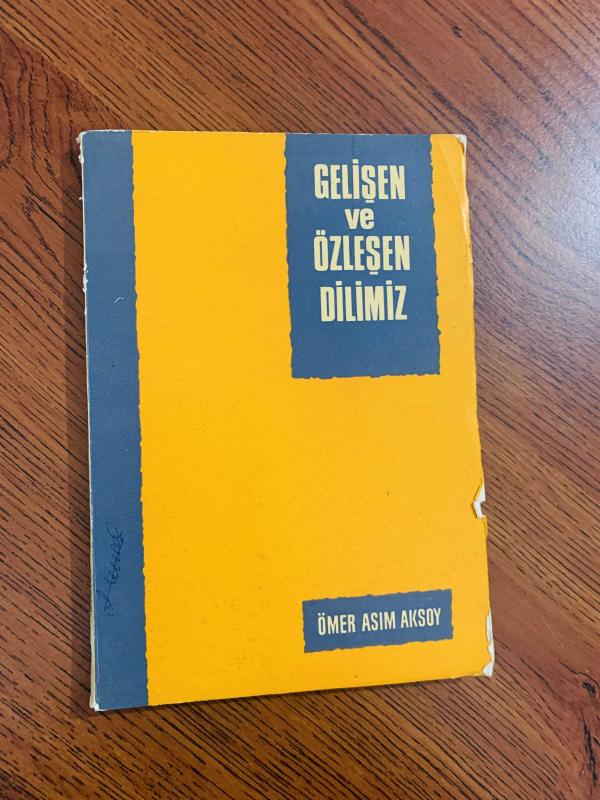 GELİŞEN
ve
ÖZLEŞEN
DİLİMİZ
ÖMER ASIM AKSOY